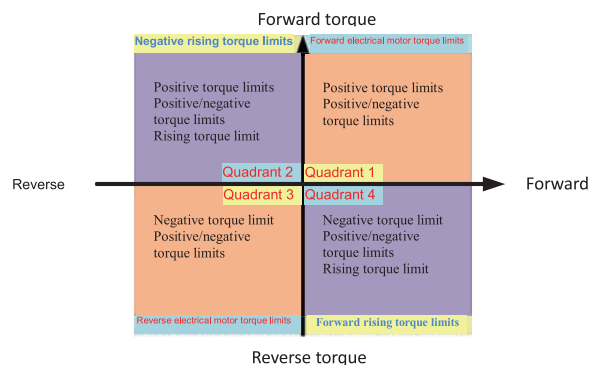 Forward torque
Negative rising torque limits
Forward electrical motor torque limits
Positive torque limits
Positive/negative
torque limits
Rising torque limit
Positive torque limits
Positive/negative
torque limits
Quadrant 2
Quadrant 1
Reverse
Forward
Quadrant 3
Quadrant 4
Negative torque limit
Positive/negative
torque limits
Negative torque limit
Positive/negative
torque limits
Rising torque limit
Reverse electrical motor torque limits
Forward rising torque limits
Reverse torque